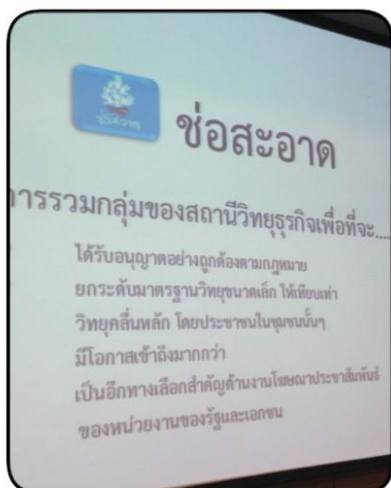 ช่อสะอาด
ช่อสะอาด
การรวมกลุ่มของสถานีวิทยุธุรกิจเพื่อที่จะ....
ได้รับอนุญาตอย่างถูกต้องตามกฎหมาย
ยกระดับมาตรฐานวิทยุขนาดเล็ก ให้เทียบเท่า
วิทยุคลื่นหลัก โดยประชาชนในชุมชนนั้นๆ
มีโอกาสเข้าถึงมากกว่า
เป็นอีกทางเลือกสำคัญด้านงานโฆษณาประชาสัมพันธ์
ของหน่วยงานของรัฐและเอกชน